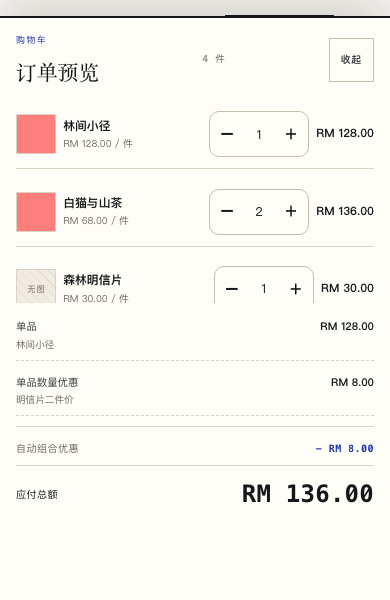 购物车
订单预览
4 件
收起
林间小径
RM 128.00 / 件
− 1 +
RM 128.00
白猫与山茶
RM 68.00 / 件
− 2 +
RM 136.00
无图
森林明信片
RM 30.00 / 件
− 1 +
RM 30.00
单品
RM 128.00
林间小径
单品数量优惠
RM 8.00
明信片二件价
自动组合优惠
− RM 8.00
应付总额
RM 136.00